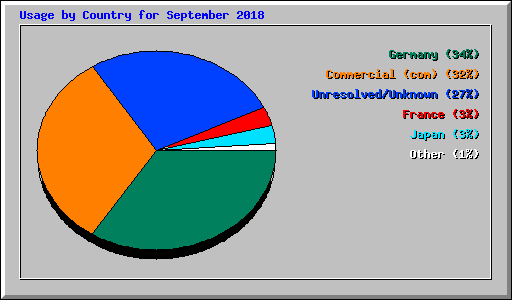 Usage by Country for September 2018
Germany (34%)
Commercial (com) (32%)
Unresolved/Unknown (27%)
France (3%)
Japan (3%)
Other (1%)